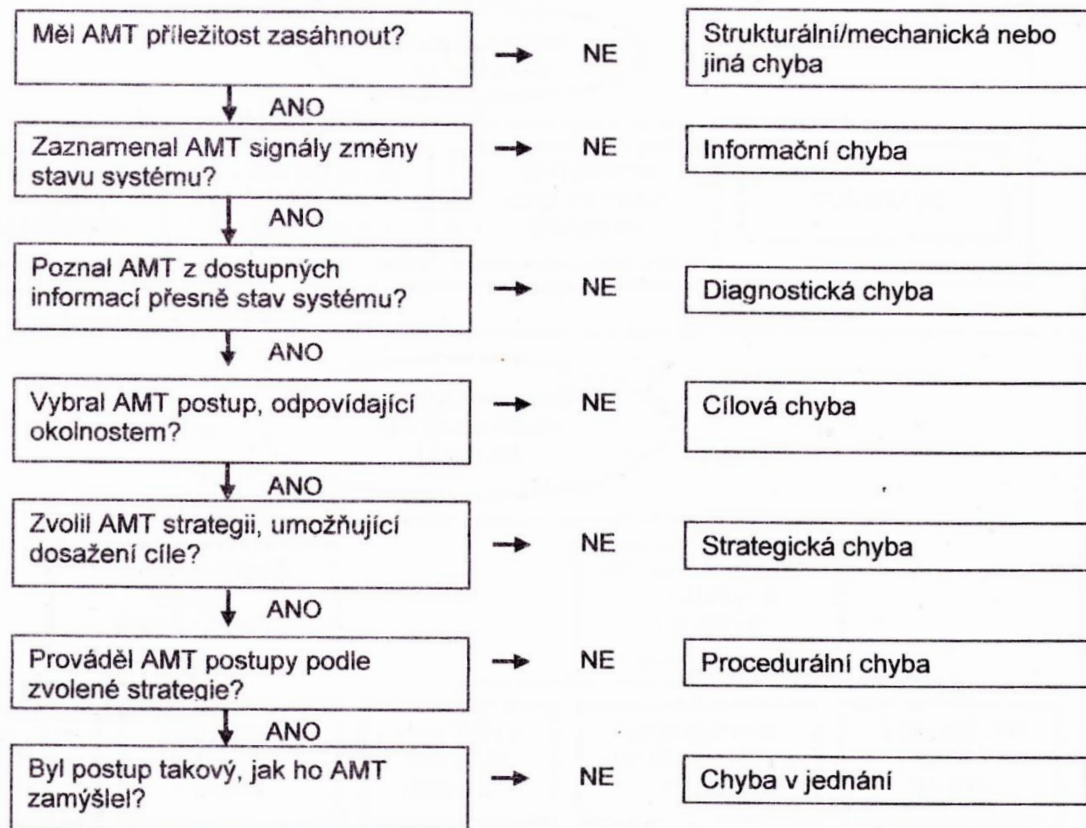 Měl AMT příležitost zasáhnout?
NE
Strukturální/mechanická nebo
jiná chyba
ANO
Zaznamenal AMT signály změny
stavu systému?
NE
Informační chyba
ANO
Poznal AMT z dostupných
informací přesně stav systému?
NE
Diagnostická chyba
ANO
Vybral AMT postup, odpovídající
okolnostem?
NE
Cílová chyba
ANO
Zvolil AMT strategii, umožňující
dosažení cíle?
NE
Strategická chyba
ANO
Prováděl AMT postupy podle
zvolené strategie?
NE
Procedurální chyba
ANO
Byl postup takový, jak ho AMT
zamýšlel?
NE
Chyba v jednání